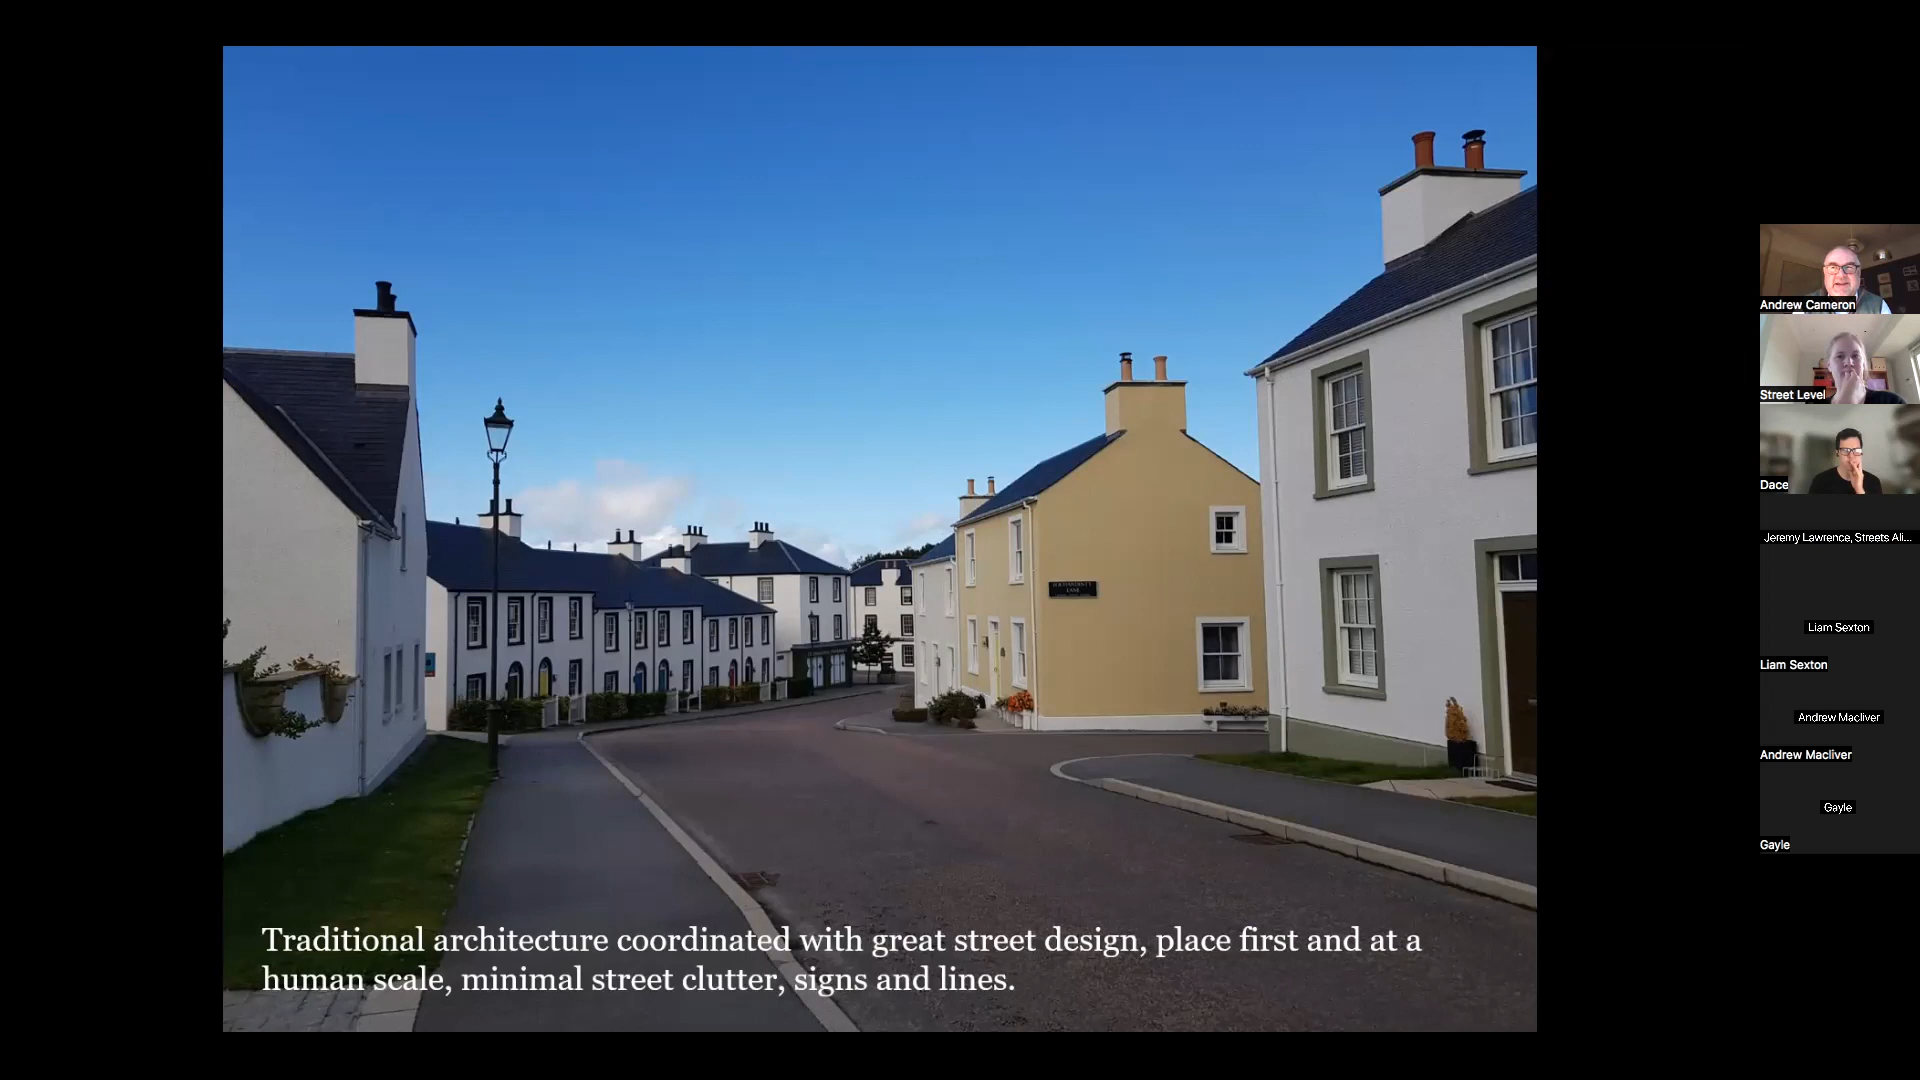 Traditional architecture coordinated with great street design, place first and at a
human scale, minimal street clutter, signs and lines.
Andrew Cameron
Street Level
Dace
Jeremy Lawrence, Streets Ali...
Liam Sexton
Liam Sexton
Andrew Macliver
Andrew Macliver
Gayle
Gayle